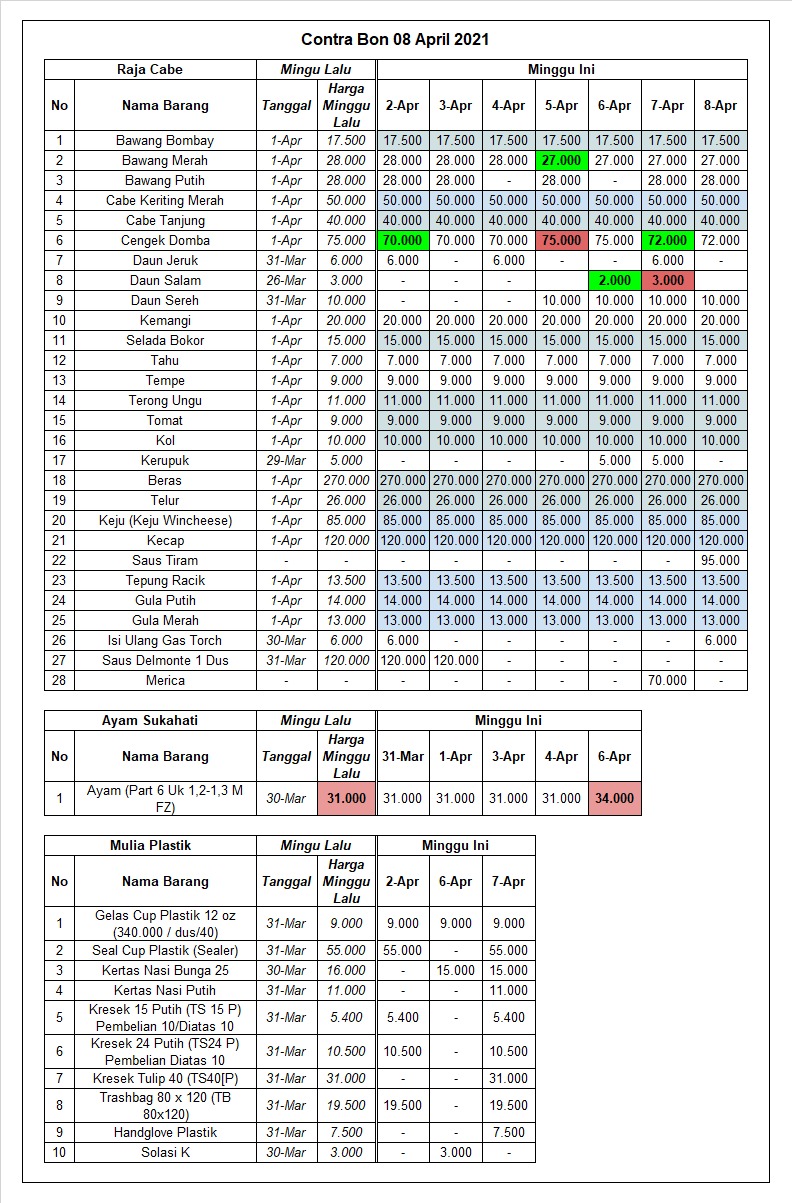 Contra Bon 08 April 2021
Raja Cabe Mingu Lalu Minggu Ini
No Nama Barang Tanggal Harga Minggu Lalu 2-Apr 3-Apr 4-Apr 5-Apr 6-Apr 7-Apr 8-Apr
1 Bawang Bombay 1-Apr 17.500 17.500 17.500 17.500 17.500 17.500 17.500 17.500
2 Bawang Merah 1-Apr 28.000 28.000 28.000 28.000 27.000 27.000 27.000 27.000
3 Bawang Putih 1-Apr 28.000 28.000 28.000 - 28.000 - 28.000 28.000
4 Cabe Keriting Merah 1-Apr 50.000 50.000 50.000 50.000 50.000 50.000 50.000 50.000
5 Cabe Tanjung 1-Apr 40.000 40.000 40.000 40.000 40.000 40.000 40.000 40.000
6 Cengek Domba 1-Apr 75.000 70.000 70.000 70.000 75.000 75.000 72.000 72.000
7 Daun Jeruk 31-Mar 6.000 6.000 - 6.000 - - 6.000 -
8 Daun Salam 26-Mar 3.000 - - - 2.000 3.000
9 Daun Sereh 31-Mar 10.000 - - - 10.000 10.000 10.000 10.000
10 Kemangi 1-Apr 20.000 20.000 20.000 20.000 20.000 20.000 20.000 20.000
11 Selada Bokor 1-Apr 15.000 15.000 15.000 15.000 15.000 15.000 15.000 15.000
12 Tahu 1-Apr 7.000 7.000 7.000 7.000 7.000 7.000 7.000 7.000
13 Tempe 1-Apr 9.000 9.000 9.000 9.000 9.000 9.000 9.000 9.000
14 Terong Ungu 1-Apr 11.000 11.000 11.000 11.000 11.000 11.000 11.000 11.000
15 Tomat 1-Apr 9.000 9.000 9.000 9.000 9.000 9.000 9.000 9.000
16 Kol 1-Apr 10.000 10.000 10.000 10.000 10.000 10.000 10.000 10.000
17 Kerupuk 29-Mar 5.000 - - - - 5.000 5.000 -
18 Beras 1-Apr 270.000 270.000 270.000 270.000 270.000 270.000 270.000 270.000
19 Telur 1-Apr 26.000 26.000 26.000 26.000 26.000 26.000 26.000 26.000
20 Keju (Keju Wincheese) 1-Apr 85.000 85.000 85.000 85.000 85.000 85.000 85.000 85.000
21 Kecap 1-Apr 120.000 120.000 120.000 120.000 120.000 120.000 120.000 120.000
22 Saus Tiram - - - - - - - - 95.000
23 Tepung Racik 1-Apr 13.500 13.500 13.500 13.500 13.500 13.500 13.500 13.500
24 Gula Putih 1-Apr 14.000 14.000 14.000 14.000 14.000 14.000 14.000 14.000
25 Gula Merah 1-Apr 13.000 13.000 13.000 13.000 13.000 13.000 13.000 13.000
26 Isi Ulang Gas Torch 30-Mar 6.000 6.000 - - - - - 6.000
27 Saus Delmonte 1 Dus 31-Mar 120.000 120.000 120.000 - - - - -
28 Merica - - - - - - - 70.000 -
Ayam Sukahati Mingu Lalu Minggu Ini
No Nama Barang Tanggal Harga Minggu Lalu 31-Mar 1-Apr 3-Apr 4-Apr 6-Apr
1 Ayam (Part 6 Uk 1,2-1,3 M FZ) 30-Mar 31.000 31.000 31.000 31.000 31.000 34.000
Mulia Plastik Mingu Lalu Minggu Ini
No Nama Barang Tanggal Harga Minggu Lalu 2-Apr 6-Apr 7-Apr
1 Gelas Cup Plastik 12 oz (340.000 / dus/40) 31-Mar 9.000 9.000 9.000 9.000
2 Seal Cup Plastik (Sealer) 31-Mar 55.000 55.000 - 55.000
3 Kertas Nasi Bunga 25 30-Mar 16.000 - 15.000 15.000
4 Kertas Nasi Putih 31-Mar 11.000 - - 11.000
5 Kresek 15 Putih (TS 15 P) Pembelian 10/Diatas 10 31-Mar 5.400 5.400 - 5.400
6 Kresek 24 Putih (TS24 P) Pembelian Diatas 10 31-Mar 10.500 10.500 - 10.500
7 Kresek Tulip 40 (TS40[P) 31-Mar 31.000 - - 31.000
8 Trashbag 80 x 120 (TB 80x120) 31-Mar 19.500 19.500 - 19.500
9 Handglove Plastik 31-Mar 7.500 - - 7.500
10 Solasi K 30-Mar 3.000 - 3.000 -